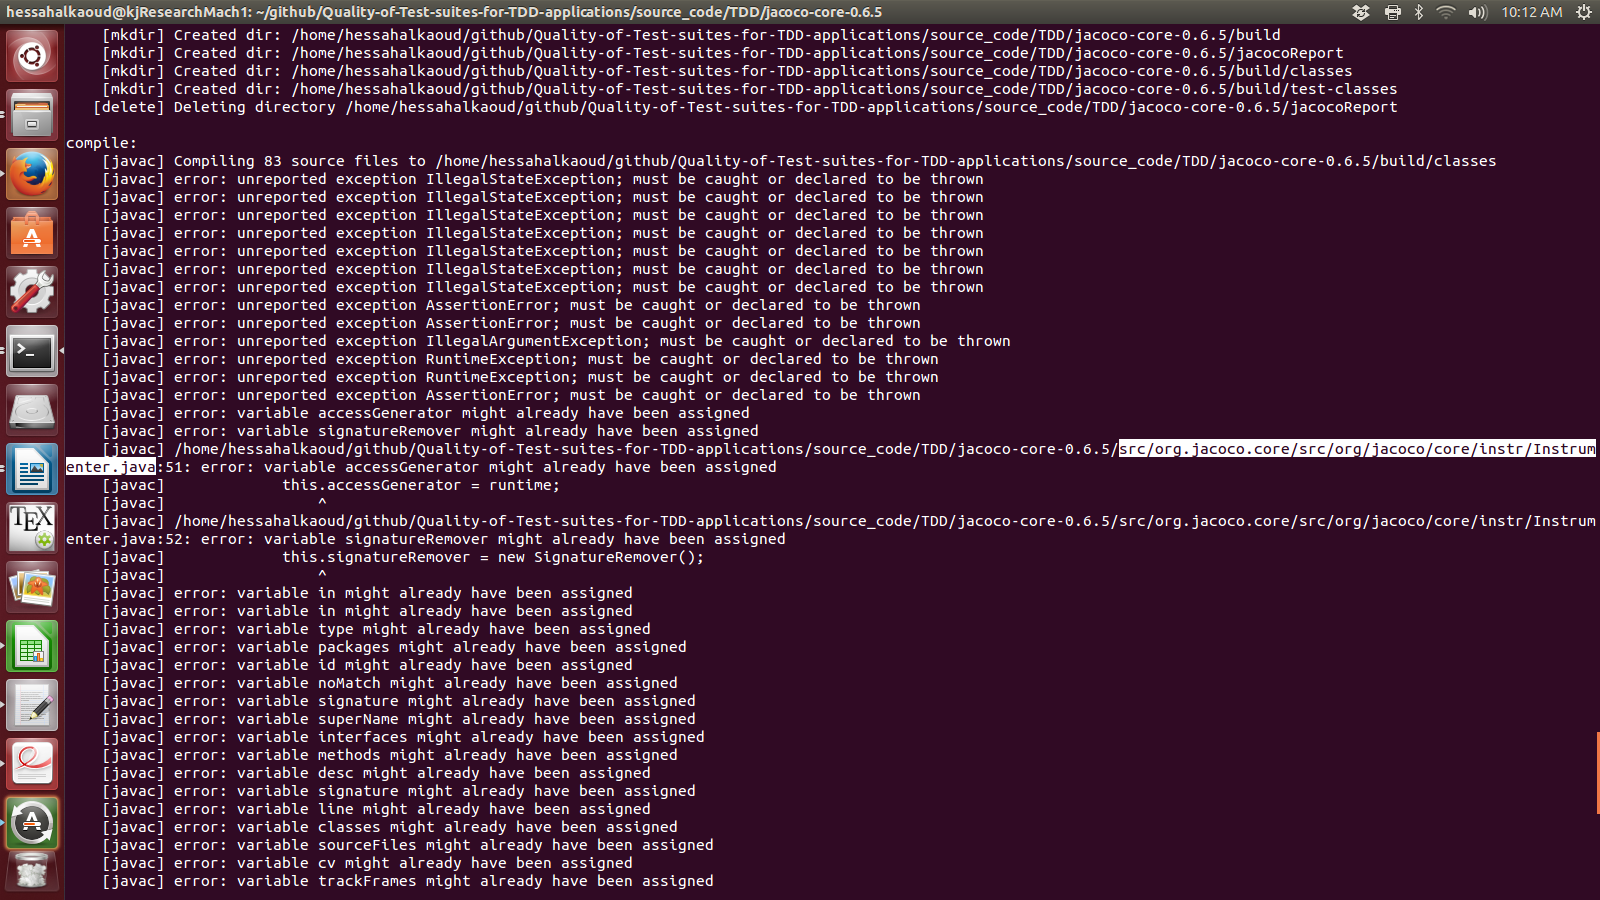 hessahalkaoud@kjResearchMach1: ~/github/Quality-of-Test-suites-for-TDD-applications/source_code/TDD/jacoco-core-0.6.5
10:12 AM
[mkdir] Created dir: /home/hessahalkaoud/github/Quality-of-Test-suites-for-TDD-applications/source_code/TDD/jacoco-core-0.6.5/build
[mkdir] Created dir: /home/hessahalkaoud/github/Quality-of-Test-suites-for-TDD-applications/source_code/TDD/jacoco-core-0.6.5/jacocoReport
[mkdir] Created dir: /home/hessahalkaoud/github/Quality-of-Test-suites-for-TDD-applications/source_code/TDD/jacoco-core-0.6.5/build/classes
[mkdir] Created dir: /home/hessahalkaoud/github/Quality-of-Test-suites-for-TDD-applications/source_code/TDD/jacoco-core-0.6.5/build/test-classes
[delete] Deleting directory /home/hessahalkaoud/github/Quality-of-Test-suites-for-TDD-applications/source_code/TDD/jacoco-core-0.6.5/jacocoReport
compile:
[javac] Compiling 83 source files to /home/hessahalkaoud/github/Quality-of-Test-suites-for-TDD-applications/source_code/TDD/jacoco-core-0.6.5/build/classes
[javac] error: unreported exception IllegalStateException; must be caught or declared to be thrown
[javac] error: unreported exception IllegalStateException; must be caught or declared to be thrown
[javac] error: unreported exception IllegalStateException; must be caught or declared to be thrown
[javac] error: unreported exception IllegalStateException; must be caught or declared to be thrown
[javac] error: unreported exception IllegalStateException; must be caught or declared to be thrown
[javac] error: unreported exception IllegalStateException; must be caught or declared to be thrown
[javac] error: unreported exception IllegalStateException; must be caught or declared to be thrown
[javac] error: unreported exception AssertionError; must be caught or declared to be thrown
[javac] error: unreported exception AssertionError; must be caught or declared to be thrown
[javac] error: unreported exception IllegalArgumentException; must be caught or declared to be thrown
[javac] error: unreported exception RuntimeException; must be caught or declared to be thrown
[javac] error: unreported exception RuntimeException; must be caught or declared to be thrown
[javac] error: unreported exception AssertionError; must be caught or declared to be thrown
[javac] error: variable accessGenerator might already have been assigned
[javac] error: variable signatureRemover might already have been assigned
[javac] /home/hessahalkaoud/github/Quality-of-Test-suites-for-TDD-applications/source_code/TDD/jacoco-core-0.6.5/src/org.jacoco.core/src/org/jacoco/core/instr/Instrum
enter.java:51: error: variable accessGenerator might already have been assigned
[javac] this.accessGenerator = runtime;
[javac] ^
[javac] /home/hessahalkaoud/github/Quality-of-Test-suites-for-TDD-applications/source_code/TDD/jacoco-core-0.6.5/src/org.jacoco.core/src/org/jacoco/core/instr/Instrum
enter.java:52: error: variable signatureRemover might already have been assigned
[javac] this.signatureRemover = new SignatureRemover();
[javac] ^
[javac] error: variable in might already have been assigned
[javac] error: variable in might already have been assigned
[javac] error: variable type might already have been assigned
[javac] error: variable packages might already have been assigned
[javac] error: variable id might already have been assigned
[javac] error: variable noMatch might already have been assigned
[javac] error: variable signature might already have been assigned
[javac] error: variable superName might already have been assigned
[javac] error: variable interfaces might already have been assigned
[javac] error: variable methods might already have been assigned
[javac] error: variable desc might already have been assigned
[javac] error: variable signature might already have been assigned
[javac] error: variable line might already have been assigned
[javac] error: variable classes might already have been assigned
[javac] error: variable sourceFiles might already have been assigned
[javac] error: variable cv might already have been assigned
[javac] error: variable trackFrames might already have been assigned
TEX